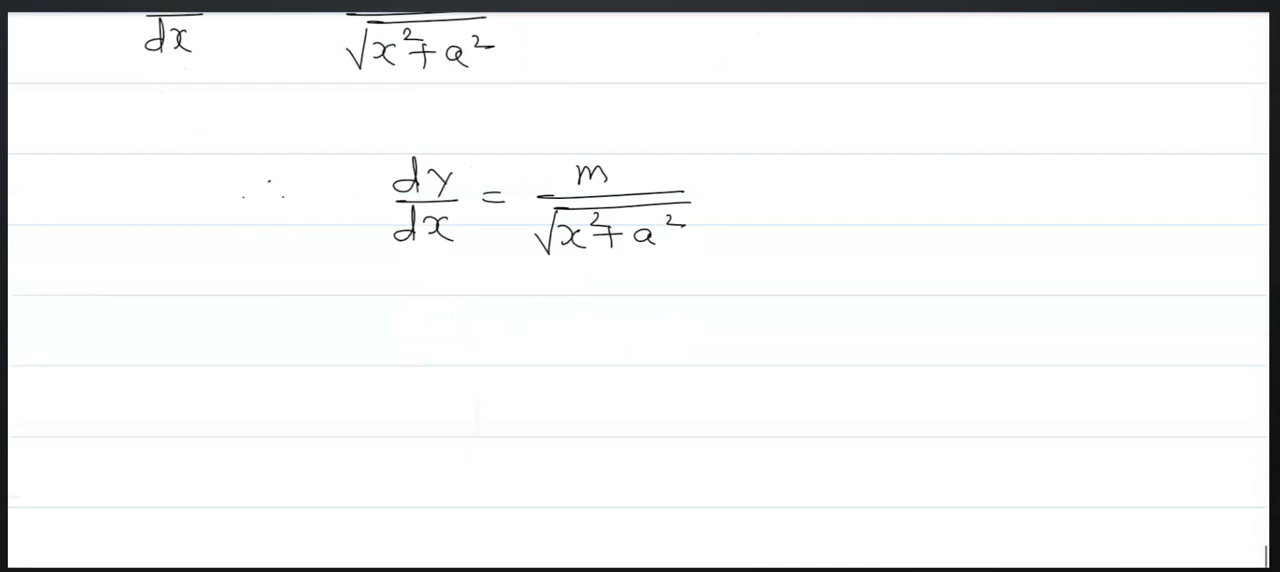 dx √x²+a²
∴ dy/dx = m/√x²+a²